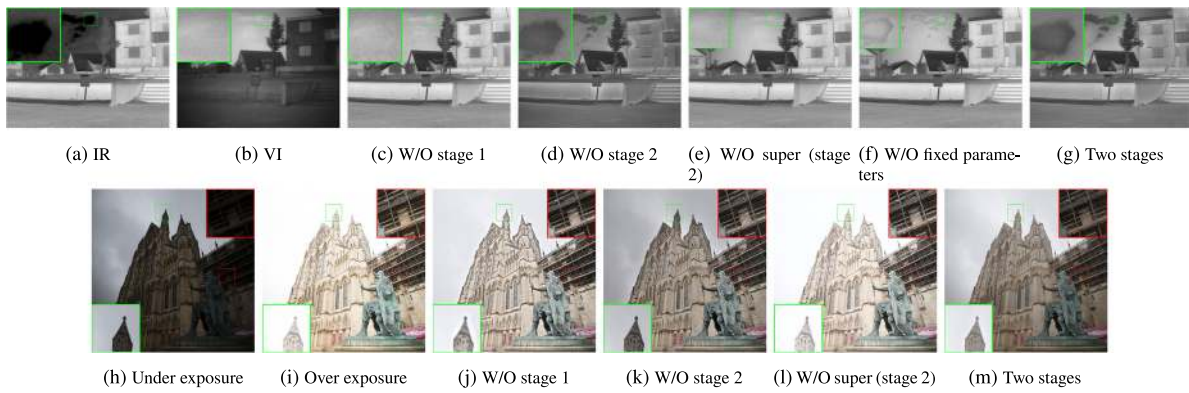 (a) IR
(b) VI
(c) W/O stage 1
(d) W/O stage 2
(e) W/O super (stage
2)
(f) W/O fixed parame-
ters
(g) Two stages
(h) Under exposure
(i) Over exposure
(j) W/O stage 1
(k) W/O stage 2
(l) W/O super (stage 2)
(m) Two stages